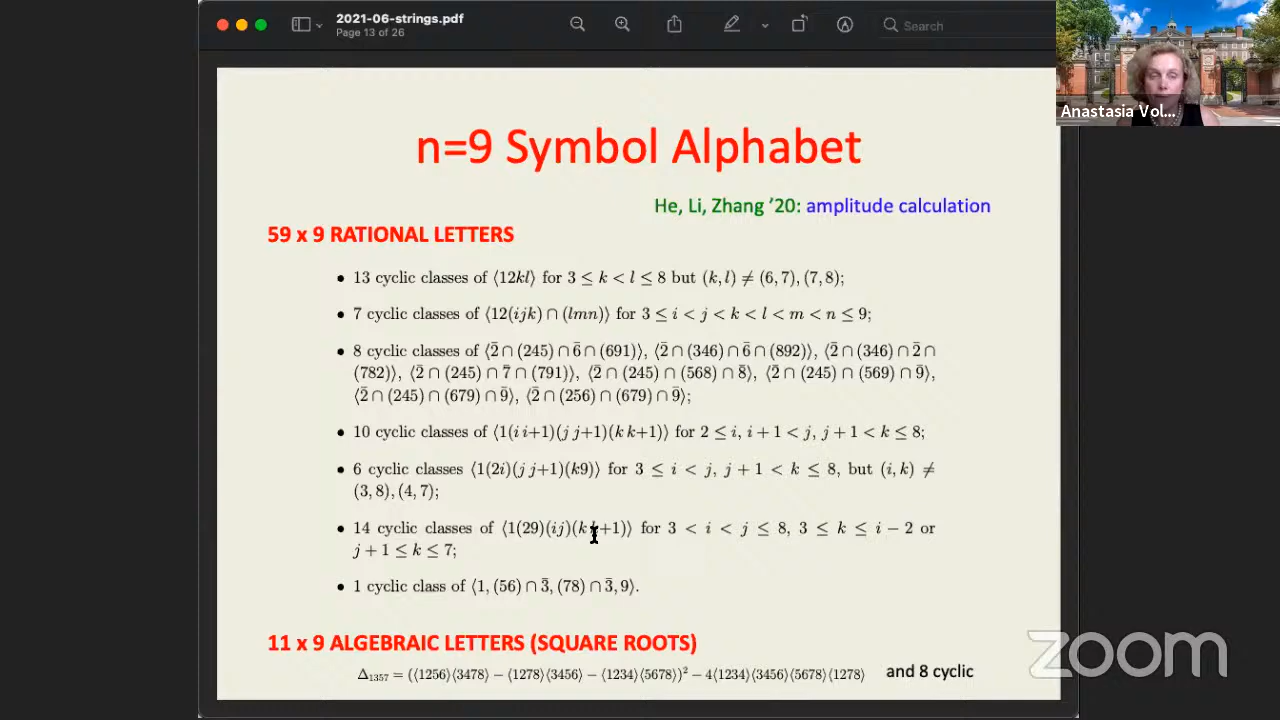 2021-06-strings.pdf
Page 13 of 26
Search
Anastasia Vol...
n=9 Symbol Alphabet
He, Li, Zhang '20: amplitude calculation
59 x 9 RATIONAL LETTERS
• 13 cyclic classes of ⟨12kl⟩ for 3 ≤ k < l ≤ 8 but (k, l) ≠ (6, 7), (7, 8);
• 7 cyclic classes of ⟨12(ijk) ∩ (lmn)⟩ for 3 ≤ i < j < k < l < m < n ≤ 9;
• 8 cyclic classes of ⟨2̄ ∩ (245) ∩ 6̄ ∩ (691)⟩, ⟨2̄ ∩ (346) ∩ 6̄ ∩ (892)⟩, ⟨2̄ ∩ (346) ∩ 2̄ ∩
(782)⟩, ⟨2̄ ∩ (245) ∩ 7̄ ∩ (791)⟩, ⟨2̄ ∩ (245) ∩ (568) ∩ 8̄⟩, ⟨2̄ ∩ (245) ∩ (569) ∩ 9̄⟩,
⟨2̄ ∩ (245) ∩ (679) ∩ 9̄⟩, ⟨2̄ ∩ (256) ∩ (679) ∩ 9̄⟩;
• 10 cyclic classes of ⟨1(i i+1)(j j+1)(k k+1)⟩ for 2 ≤ i, i + 1 < j, j + 1 < k ≤ 8;
• 6 cyclic classes ⟨1(2i)(j j+1)(k9)⟩ for 3 ≤ i < j, j + 1 < k ≤ 8, but (i, k) ≠
(3, 8), (4, 7);
• 14 cyclic classes of ⟨1(29)(ij)(k k+1)⟩ for 3 < i < j ≤ 8, 3 ≤ k ≤ i − 2 or
j + 1 ≤ k ≤ 7;
• 1 cyclic class of ⟨1, (56) ∩ 3̄, (78) ∩ 3̄, 9⟩.
11 x 9 ALGEBRAIC LETTERS (SQUARE ROOTS)
Δ₁₃₅₇ = (⟨1256⟩⟨3478⟩ − ⟨1278⟩⟨3456⟩ − ⟨1234⟩⟨5678⟩)² − 4⟨1234⟩⟨3456⟩⟨5678⟩⟨1278⟩ and 8 cyclic
zoom